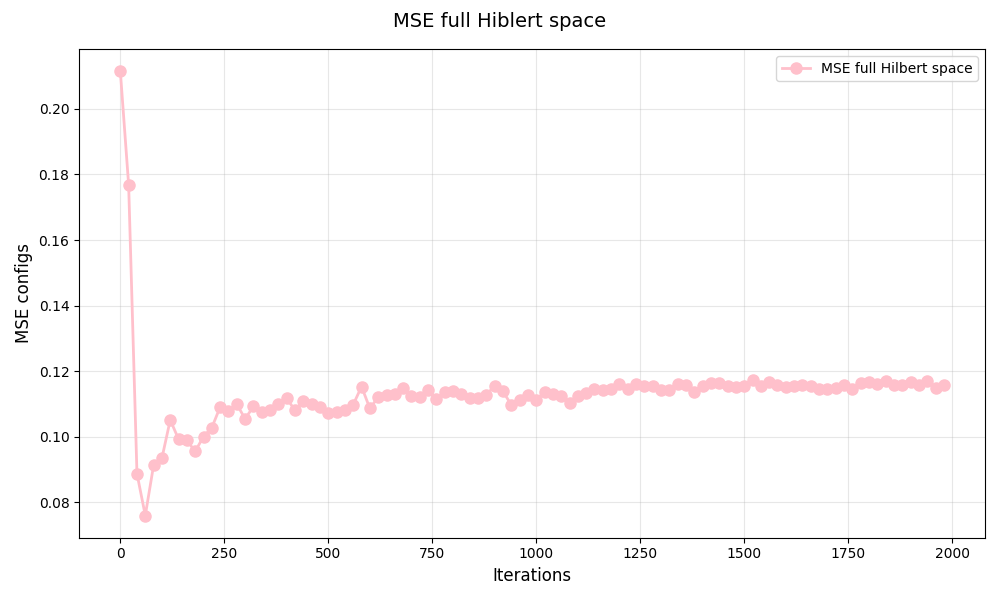 MSE full Hiblert space
MSE full Hilbert space
0.20
0.18
0.16
0.14
0.12
0.10
0.08
MSE configs
0 250 500 750 1000 1250 1500 1750 2000
Iterations